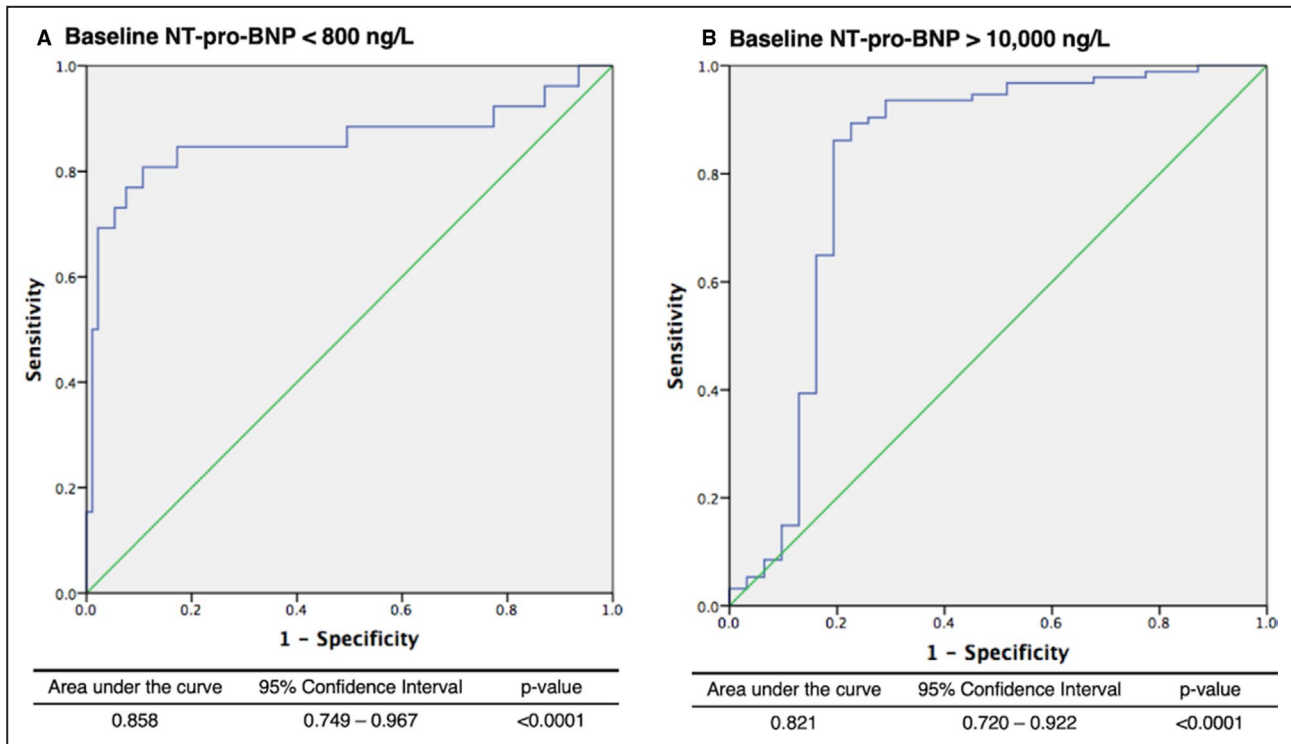 A Baseline NT-pro-BNP < 800 ng/L
1.0
0.8
0.6
0.4
0.2
0.0
Sensitivity
0.0 0.2 0.4 0.6 0.8 1.0
1 – Specificity
Area under the curve 95% Confidence Interval p-value
0.858 0.749 – 0.967 <0.0001
B Baseline NT-pro-BNP > 10,000 ng/L
1.0
0.8
0.6
0.4
0.2
0.0
Sensitivity
0.0 0.2 0.4 0.6 0.8 1.0
1 – Specificity
Area under the curve 95% Confidence Interval p-value
0.821 0.720 – 0.922 <0.0001